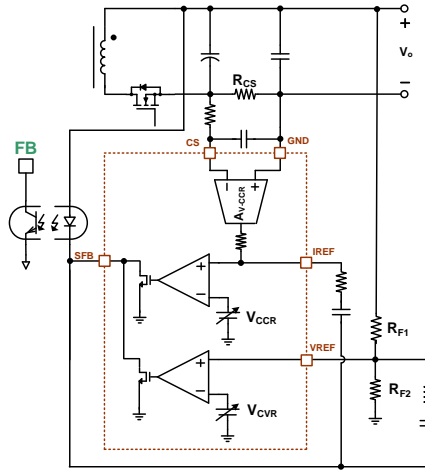 +
Vo
RCS
−
FB
CS
GND
−
+
AV-CCR
SFB
+
IREF
−
VCCR
RF1
+
VREF
−
RF2
VCVR